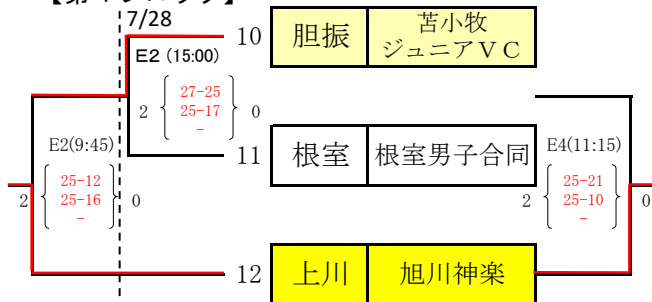 7/28
10 胆振 苫小牧
ジュニアVC
E2 (15:00)
27-25
2 25-17 0
-
11 根室 根室男子合同
E2(9:45)
25-12
2 25-16 0
-
E4(11:15)
25-21
2 25-10 0
-
12 上川 旭川神楽